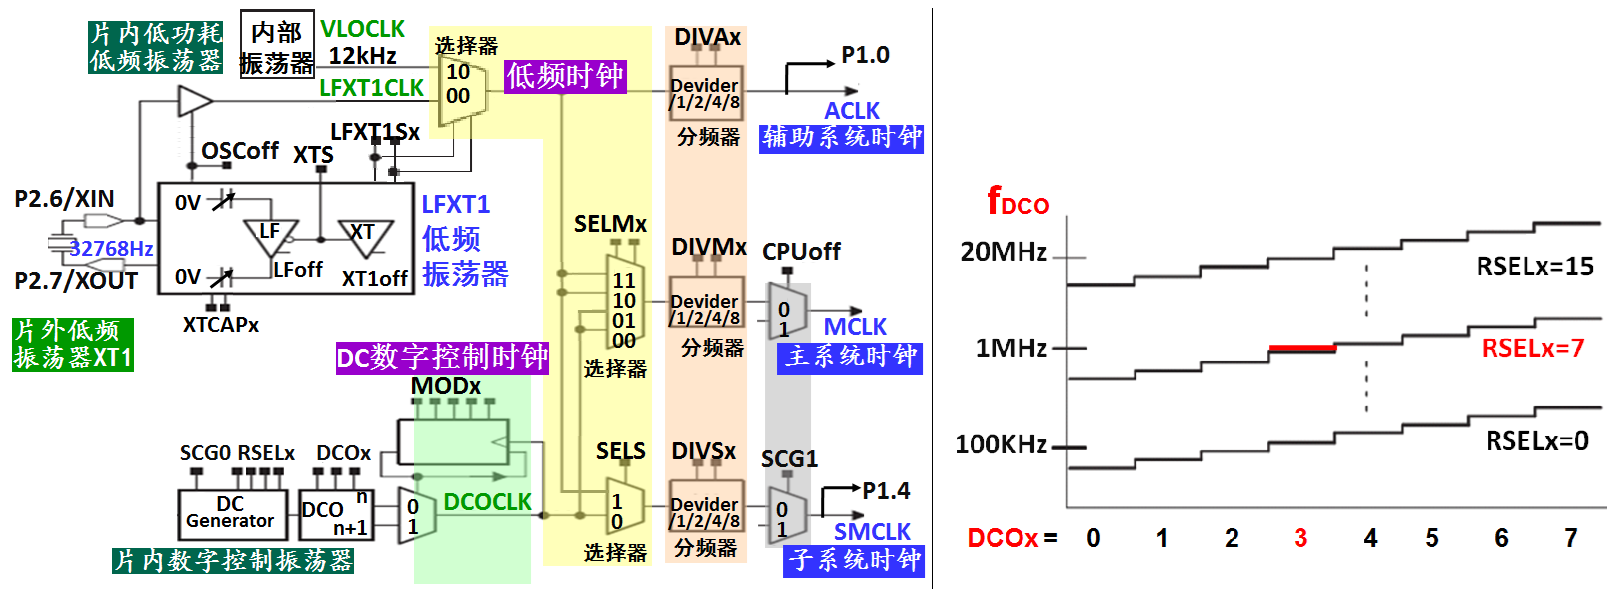 片内低功耗
低频振荡器
内部
振荡器
VLOCLK
12kHz
LFXT1CLK
选择器
10
00
低频时钟
DIVAx
Devider
/1/2/4/8
分频器
P1.0
ACLK
辅助系统时钟
OSCoff
XTS
LFXT1Sx
P2.6/XIN
32768Hz
P2.7/XOUT
0V
0V
LF
LFoff
XT
XT1off
XTCAPx
LFXT1
低频
振荡器
片外低频
振荡器XT1
SELMx
11
10
01
00
选择器
DIVMx
Devider
/1/2/4/8
分频器
CPUoff
0
1
MCLK
主系统时钟
DC数字控制时钟
MODx
SCG0 RSELx
DCOx
DC
Generator
DCO
n
n+1
0
1
DCOCLK
片内数字控制振荡器
SELS
1
0
选择器
DIVSx
Devider
/1/2/4/8
分频器
SCG1
0
1
P1.4
SMCLK
子系统时钟
fDCO
20MHz
RSELx=15
1MHz
RSELx=7
100KHz
RSELx=0
DCOx = 0 1 2 3 4 5 6 7